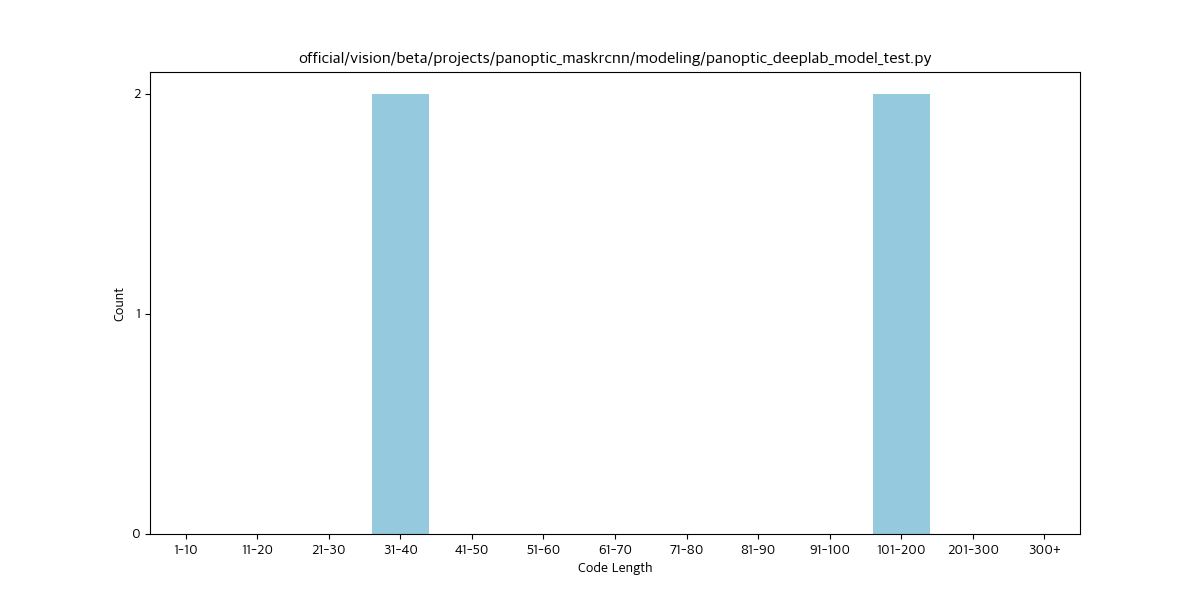 official/vision/beta/projects/panoptic_maskrcnn/modeling/panoptic_deeplab_model_test.py
2
1
0
Count
1-10 11-20 21-30 31-40 41-50 51-60 61-70 71-80 81-90 91-100 101-200 201-300 300+
Code Length